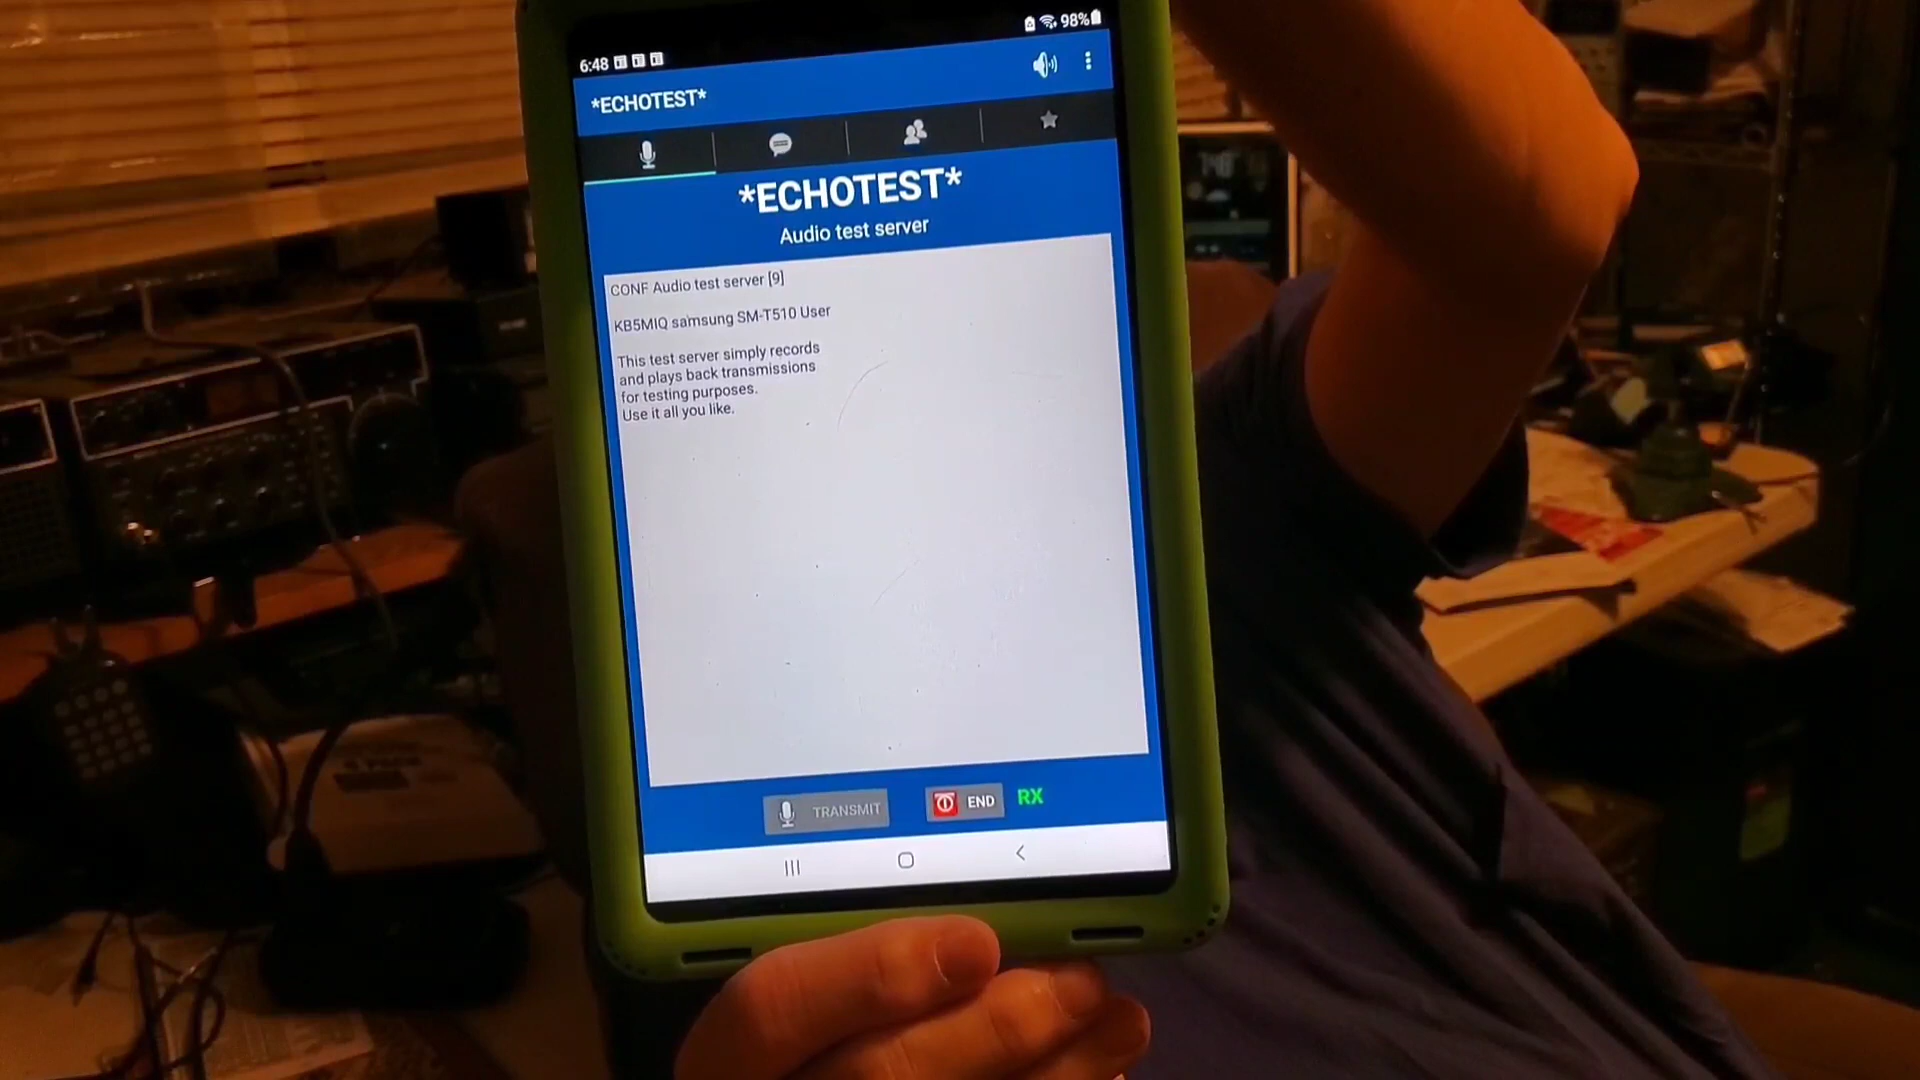 6:48
98%
*ECHOTEST*
*ECHOTEST*
Audio test server
CONF Audio test server [9]
KB5MIQ samsung SM-T510 User
This test server simply records
and plays back transmissions
for testing purposes.
Use it all you like.
TRANSMIT
END
RX